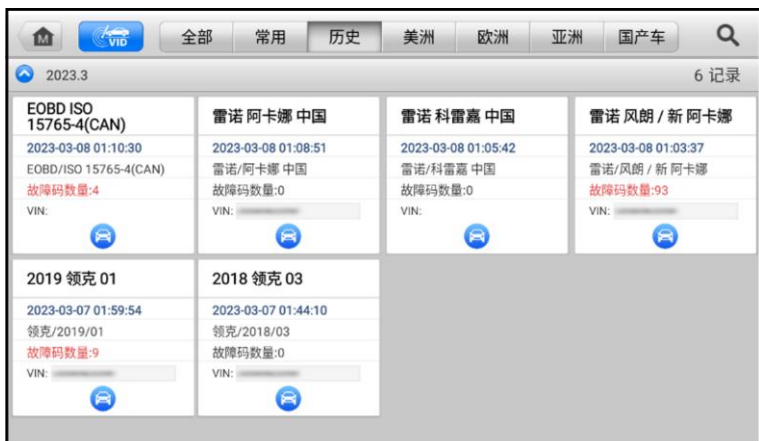 M VID 全部 常用 历史 美洲 欧洲 亚洲 国产车
2023.3 6 记录
EOBD ISO
15765-4(CAN)
2023-03-08 01:10:30
EOBD/ISO 15765-4(CAN)
故障码数量:4
VIN:
雷诺 阿卡娜 中国
2023-03-08 01:08:51
雷诺/阿卡娜 中国
故障码数量:0
VIN:
雷诺 科雷嘉 中国
2023-03-08 01:05:42
雷诺/科雷嘉 中国
故障码数量:0
VIN:
雷诺 风朗 / 新 阿卡娜
2023-03-08 01:03:37
雷诺/风朗 / 新 阿卡娜
故障码数量:93
VIN:
2019 领克 01
2023-03-07 01:59:54
领克/2019/01
故障码数量:9
VIN:
2018 领克 03
2023-03-07 01:44:10
领克/2018/03
故障码数量:0
VIN: